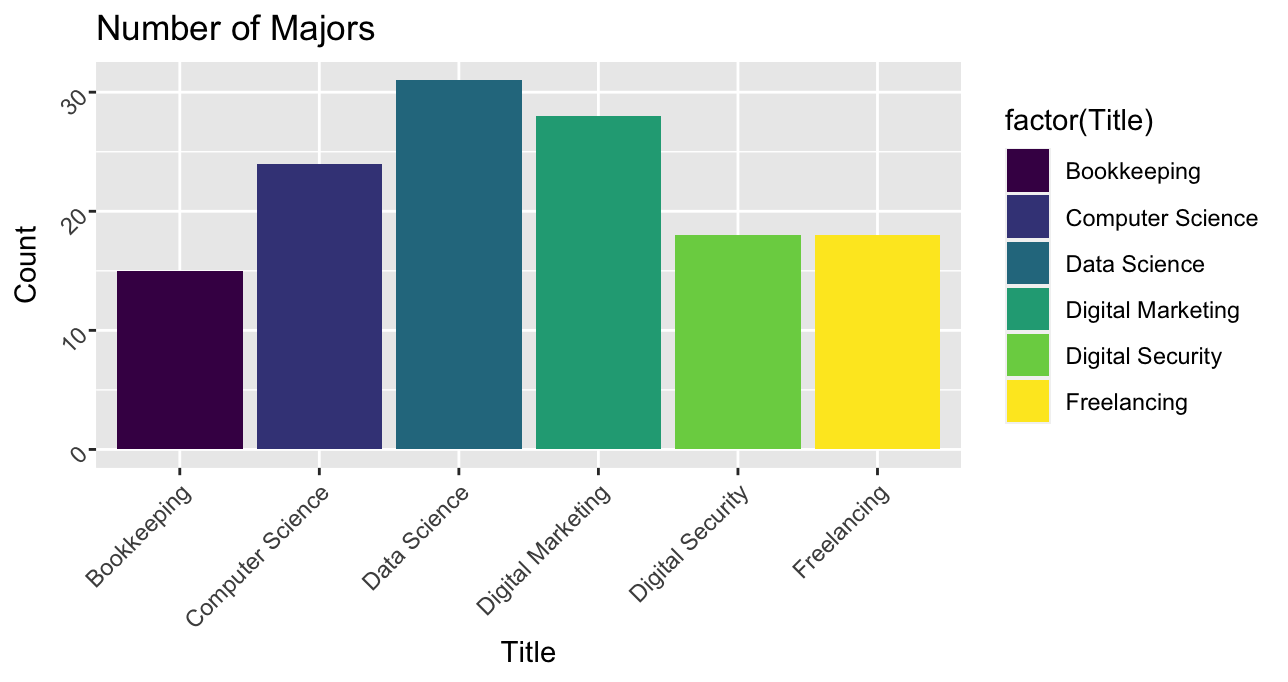 Number of Majors
Count
30
20
10
0
Bookkeeping
Computer Science
Data Science
Digital Marketing
Digital Security
Freelancing
Title
factor(Title)
Bookkeeping
Computer Science
Data Science
Digital Marketing
Digital Security
Freelancing